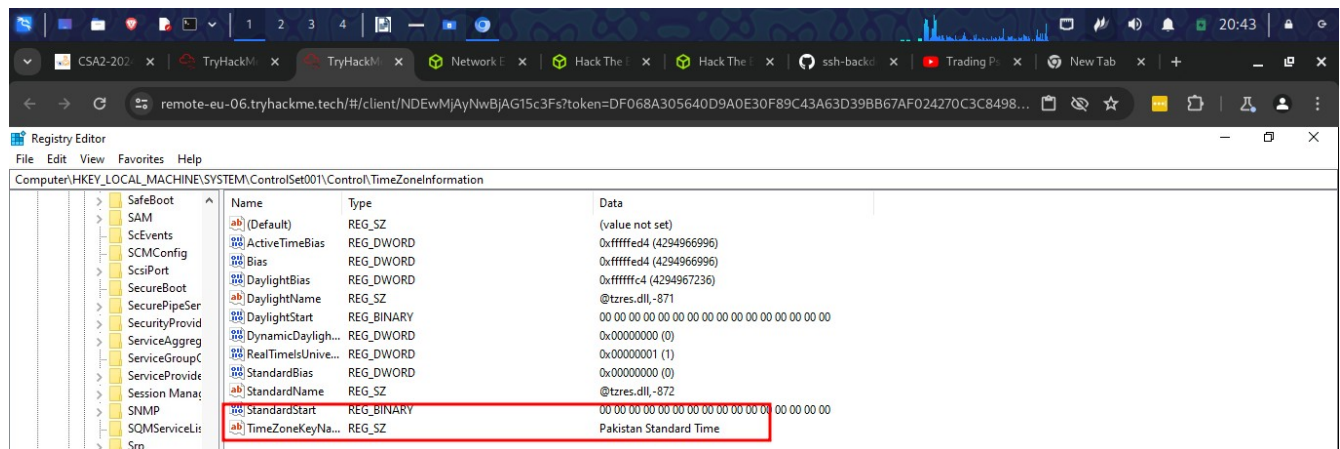 1 2 3 4 20:43
CSA2-202 TryHackM TryHackM Network E Hack The Hack The ssh-backd Trading Ps New Tab
remote-eu-06.tryhackme.tech/#/client/NDEwMjAyNwBjAG15c3Fs?token=DF068A305640D9A0E30F89C43A63D39BB67AF024270C3C8498...
Registry Editor
File Edit View Favorites Help
Computer\HKEY_LOCAL_MACHINE\SYSTEM\ControlSet001\Control\TimeZoneInformation
SafeBoot
SAM
ScEvents
SCMConfig
ScsiPort
SecureBoot
SecurePipeSer
SecurityProvid
ServiceAggreg
ServiceGroupO
ServiceProvide
Session Manag
SNMP
SQMServiceLis
Srp
Name Type Data
(Default) REG_SZ (value not set)
ActiveTimeBias REG_DWORD 0xfffffed4 (4294966996)
Bias REG_DWORD 0xfffffed4 (4294966996)
DaylightBias REG_DWORD 0xffffffc4 (4294967236)
DaylightName REG_SZ @tzres.dll,-871
DaylightStart REG_BINARY 00 00 00 00 00 00 00 00 00 00 00 00 00 00 00 00
DynamicDayligh... REG_DWORD 0x00000000 (0)
RealTimeIsUnive... REG_DWORD 0x00000001 (1)
StandardBias REG_DWORD 0x00000000 (0)
StandardName REG_SZ @tzres.dll,-872
StandardStart REG_BINARY 00 00 00 00 00 00 00 00 00 00 00 00 00 00 00 00
TimeZoneKeyNa... REG_SZ Pakistan Standard Time